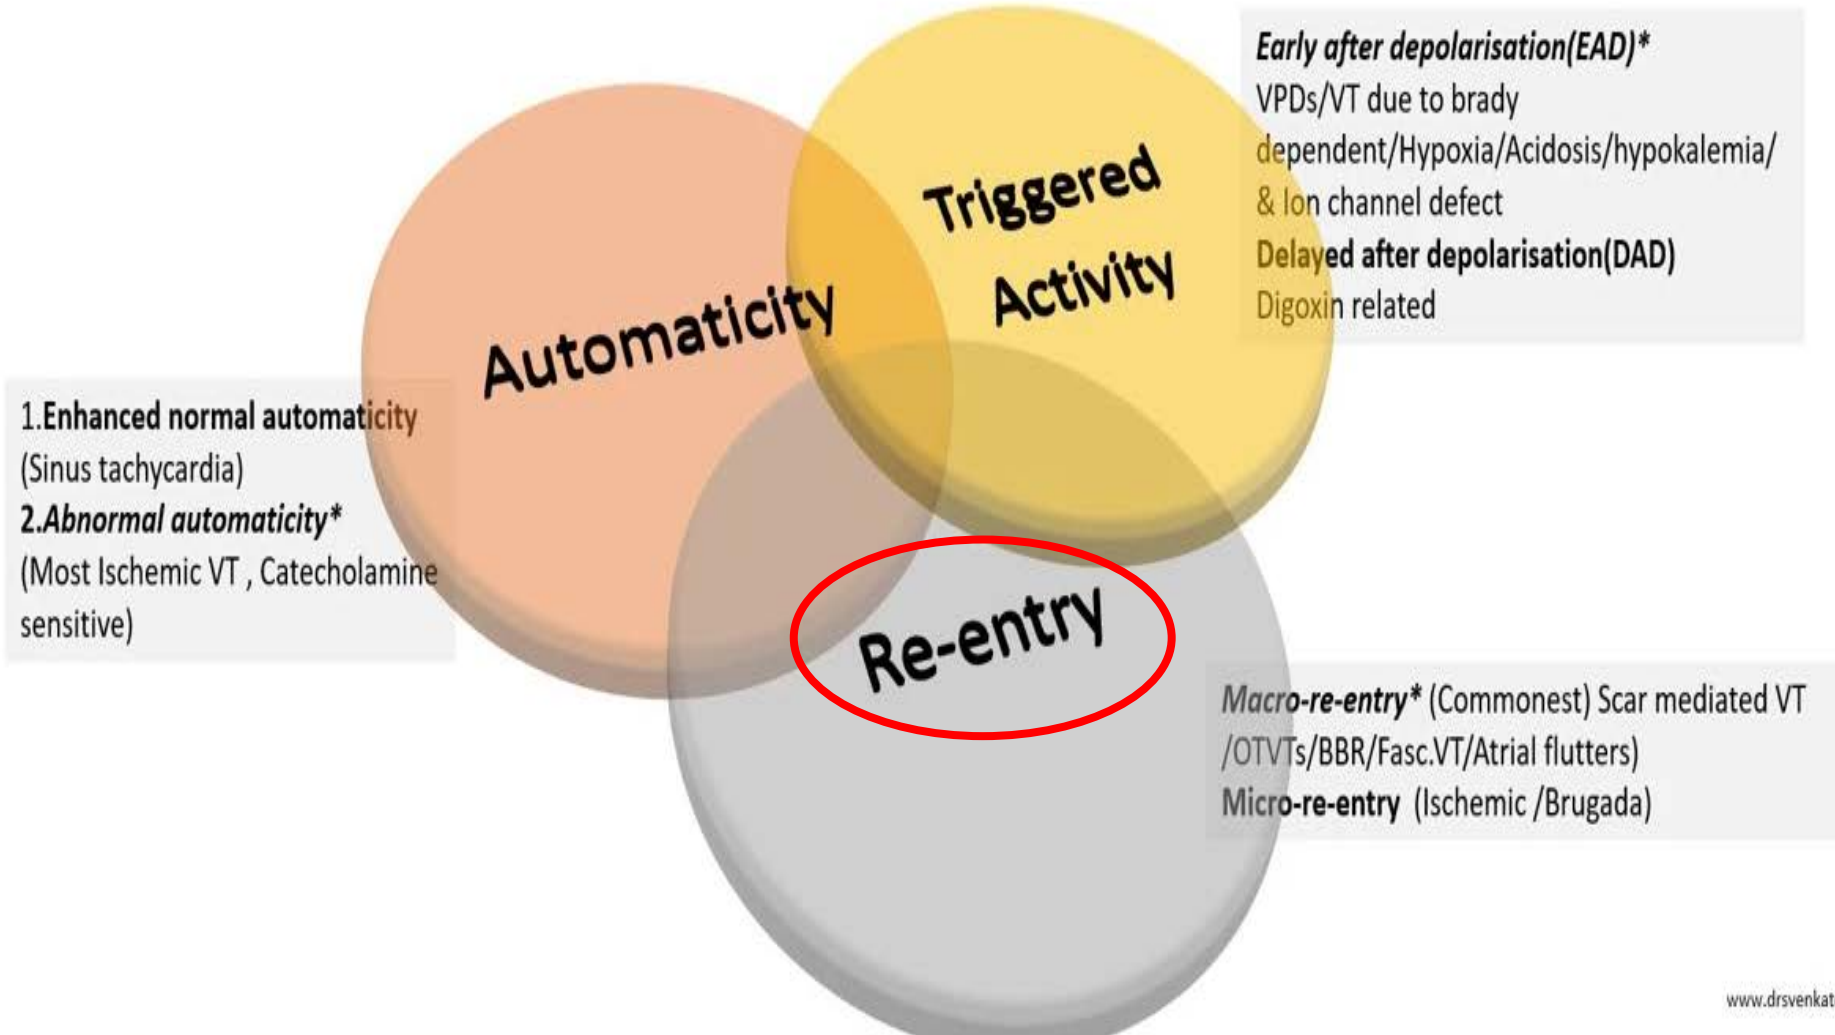 Early after depolarisation(EAD)*
VPDs/VT due to brady
dependent/Hypoxia/Acidosis/hypokalemia/
& Ion channel defect
Delayed after depolarisation(DAD)
Digoxin related
Triggered
Activity
Automaticity
1.Enhanced normal automaticity
(Sinus tachycardia)
2.Abnormal automaticity*
(Most Ischemic VT , Catecholamine
sensitive)
Re-entry
Macro-re-entry* (Commonest) Scar mediated VT
/OTVTs/BBR/Fasc.VT/Atrial flutters)
Micro-re-entry (Ischemic /Brugada)
www.drsvenkat